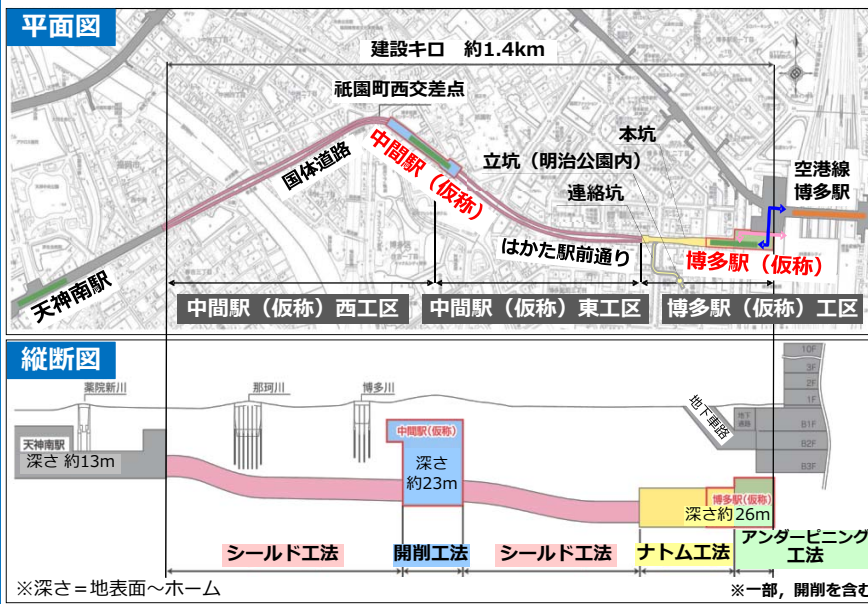 平面図
建設キロ 約1.4km
祇園町西交差点
中間駅（仮称）
国体道路
本坑
立坑（明治公園内）
連絡坑
空港線
博多駅
はかた駅前通り
博多駅（仮称）
天神南駅
中間駅（仮称）西工区
中間駅（仮称）東工区
博多駅（仮称）工区
縦断図
薬院新川
那珂川
博多川
10F
3F
2F
1F
地下車路
地下
通路
B1F
B2F
B3F
天神南駅
深さ 約13m
中間駅(仮称)
深さ
約23m
博多駅(仮称)
深さ約26m
シールド工法
開削工法
シールド工法
ナトム工法
アンダーピニング
工法
※深さ＝地表面～ホーム
※一部，開削を含む